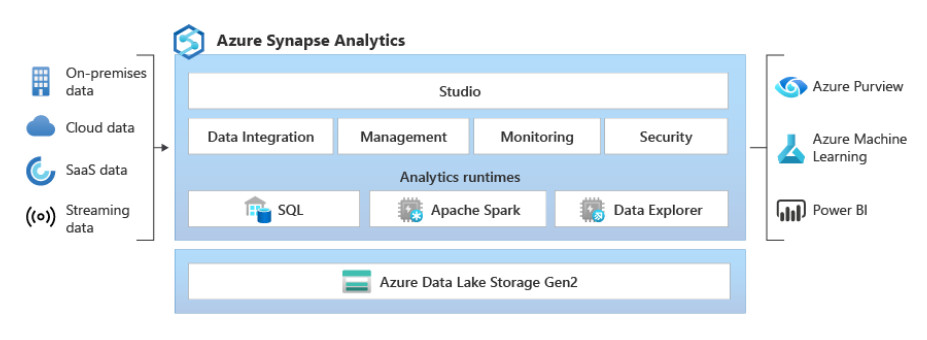 Azure Synapse Analytics
On-premises
data
Cloud data
SaaS data
Streaming
data
Studio
Data Integration
Management
Monitoring
Security
Analytics runtimes
SQL
Apache Spark
Data Explorer
Azure Data Lake Storage Gen2
Azure Purview
Azure Machine
Learning
Power BI